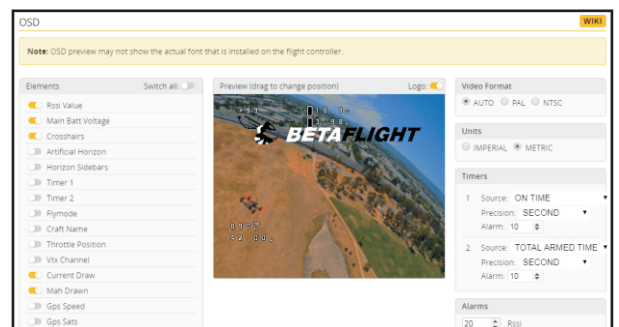 OSD
WIKI
Note: OSD preview may not show the actual font that is installed on the flight controller.
Elements Switch all:
Rssi Value
Main Batt Voltage
Crosshairs
Artificial Horizon
Horizon Sidebars
Timer 1
Timer 2
Flymode
Craft Name
Throttle Position
Vtx Channel
Current Draw
Mah Drawn
Gps Speed
Gps Sats
Preview (drag to change position) Logo:
BETAFLIGHT
Video Format
AUTO PAL NTSC
Units
IMPERIAL METRIC
Timers
1 Source: ON TIME
Precision: SECOND
Alarm: 10
2 Source: TOTAL ARMED TIME
Precision: SECOND
Alarm: 10
Alarms
20 Rssi